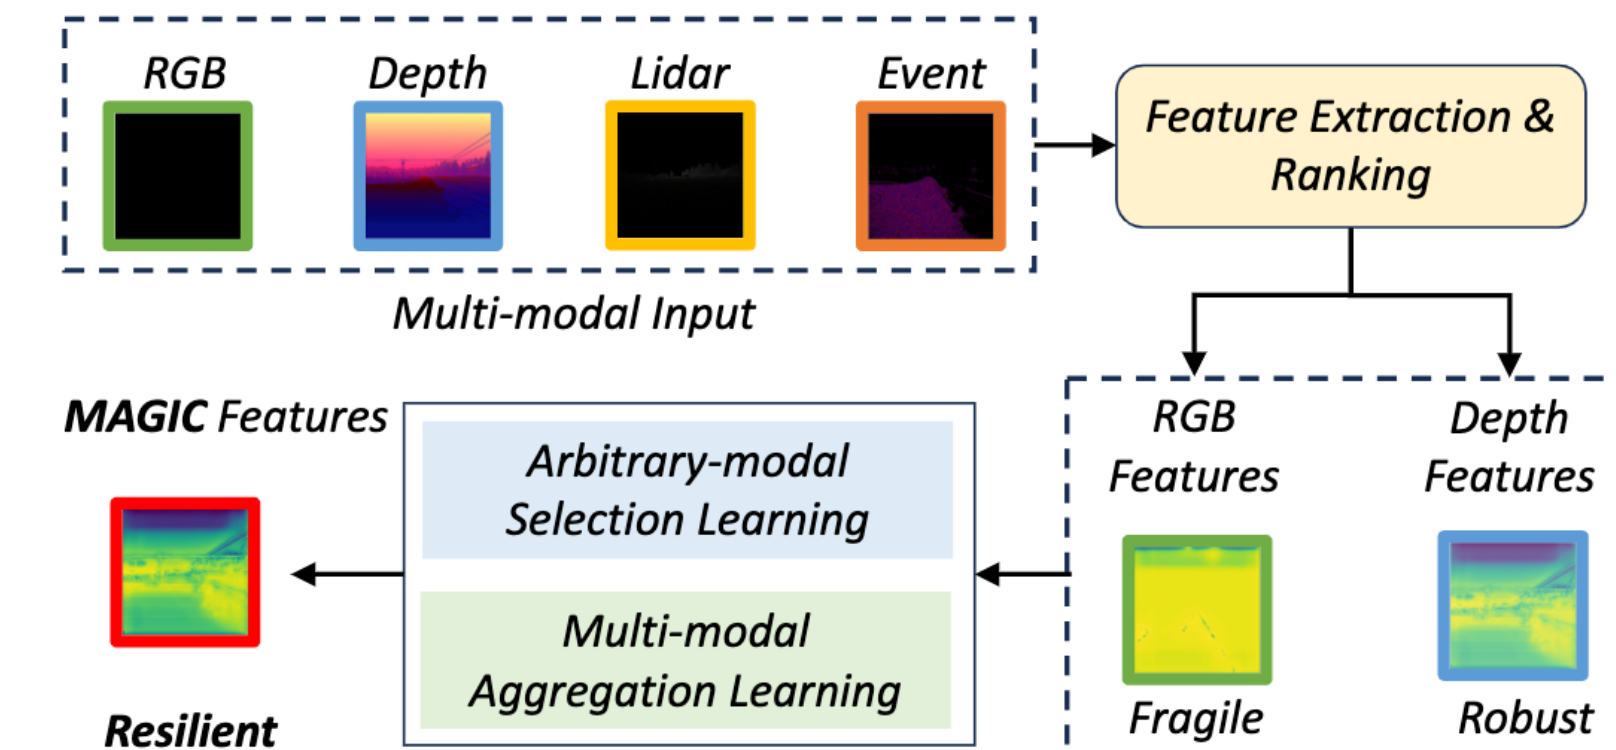 RGB
Depth
Lidar
Event
Multi-modal Input
Feature Extraction &
Ranking
RGB
Features
Depth
Features
Fragile
Robust
Arbitrary-modal
Selection Learning
Multi-modal
Aggregation Learning
MAGIC Features
Resilient